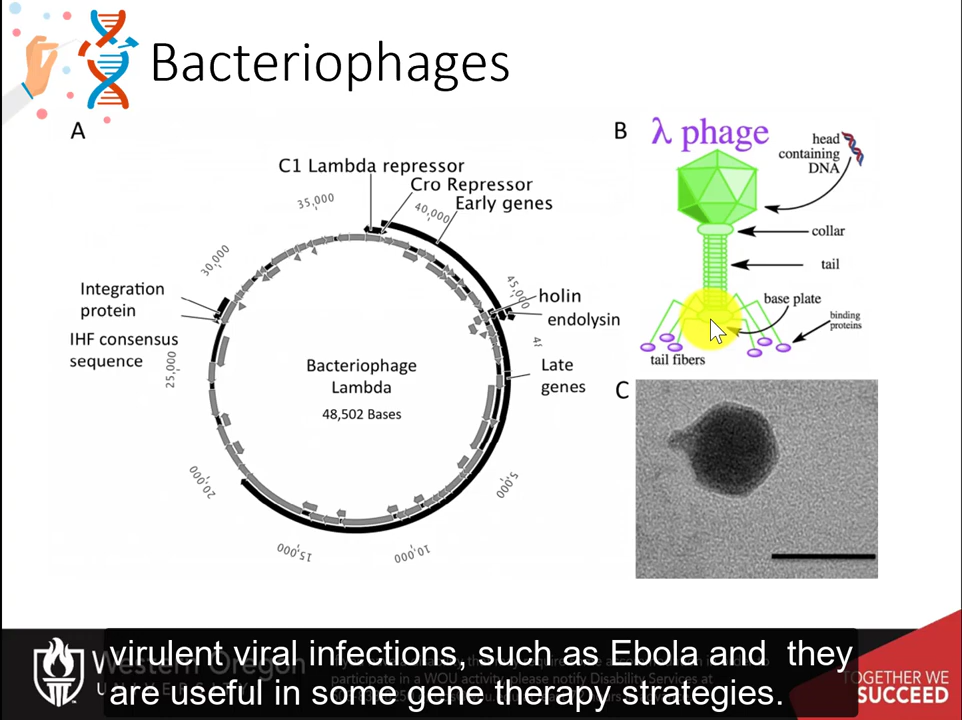 Bacteriophages
A
C1 Lambda repressor
Cro Repressor
Early genes
35,000
40,000
30,000
45,000
Integration
protein
holin
endolysin
IHF consensus
sequence
25,000
Bacteriophage
Lambda
48,502 Bases
Late
genes
20,000
5,000
15,000
10,000
B
λ phage
head
containing
DNA
collar
tail
base plate
binding
proteins
tail fibers
C
virulent viral infections, such as Ebola and they
are useful in some gene therapy strategies.
TOGETHER WE
SUCCEED